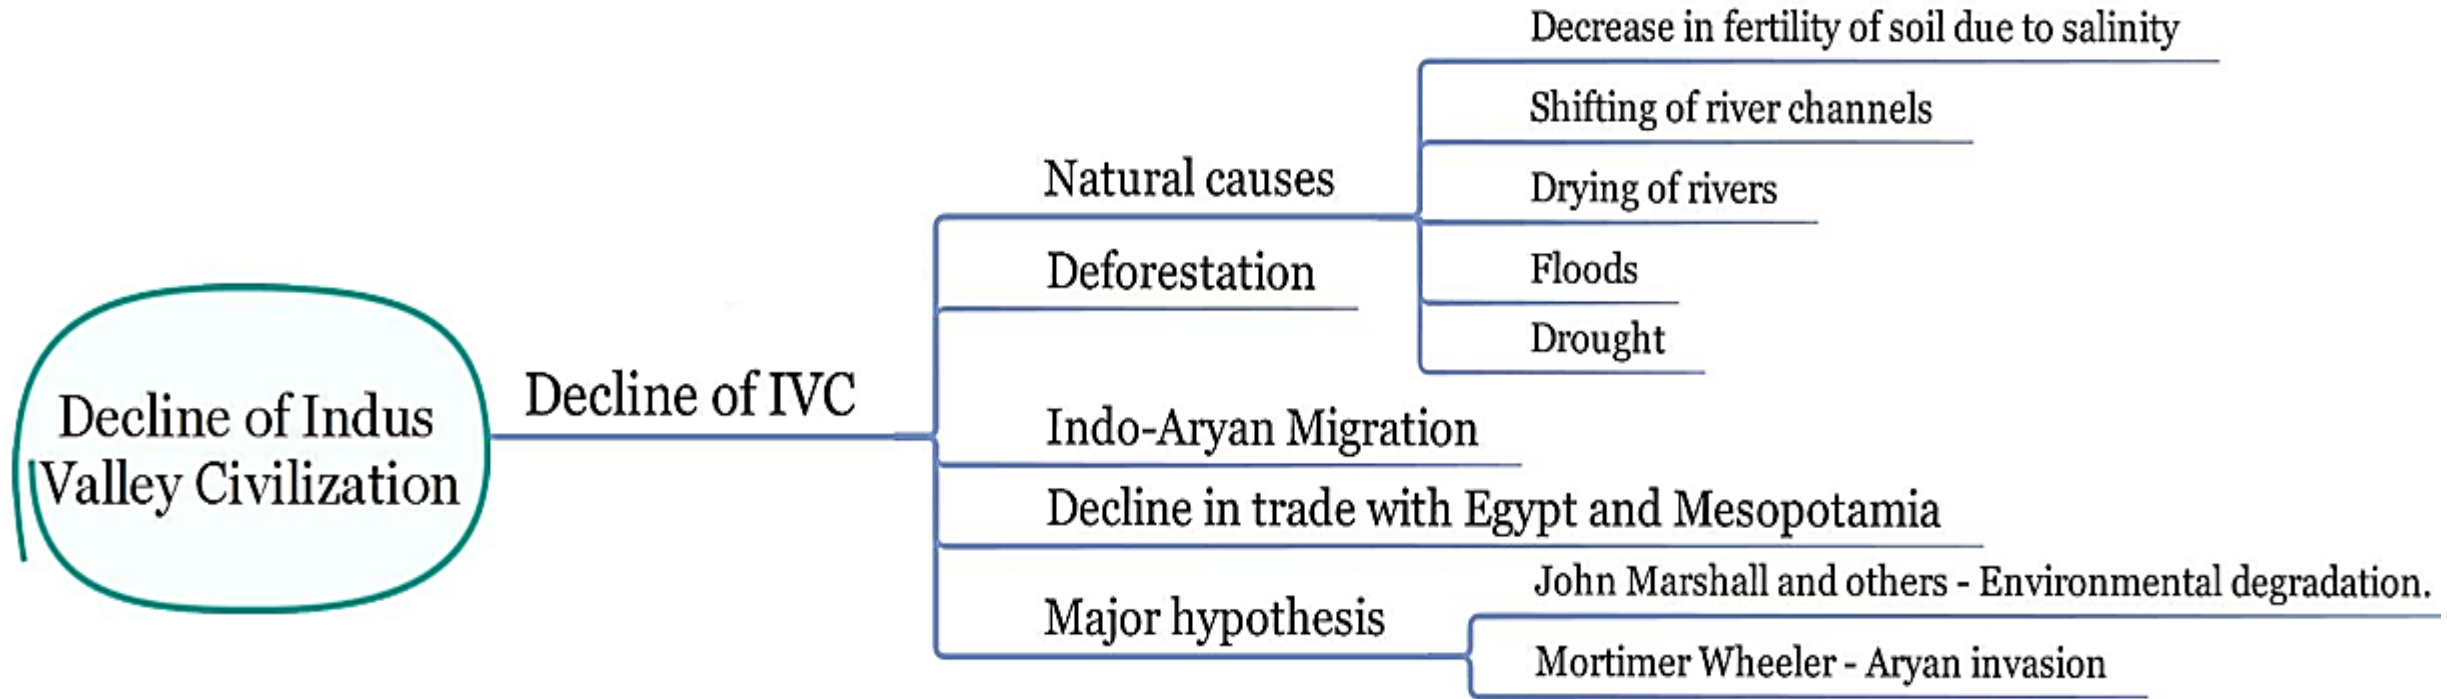 Decline of Indus
Valley Civilization
Decline of IVC
Natural causes
Decrease in fertility of soil due to salinity
Shifting of river channels
Drying of rivers
Floods
Drought
Deforestation
Indo-Aryan Migration
Decline in trade with Egypt and Mesopotamia
Major hypothesis
John Marshall and others - Environmental degradation.
Mortimer Wheeler - Aryan invasion